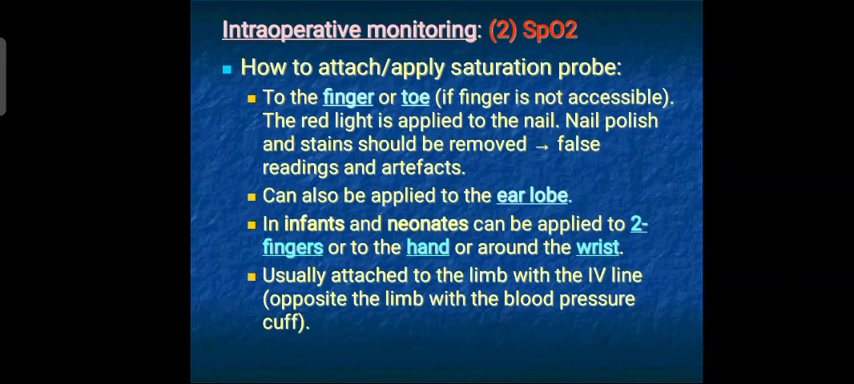 Intraoperative monitoring: (2) SpO2
How to attach/apply saturation probe:
To the finger or toe (if finger is not accessible).
The red light is applied to the nail. Nail polish
and stains should be removed → false
readings and artefacts.
Can also be applied to the ear lobe.
In infants and neonates can be applied to 2-
fingers or to the hand or around the wrist.
Usually attached to the limb with the IV line
(opposite the limb with the blood pressure
cuff).